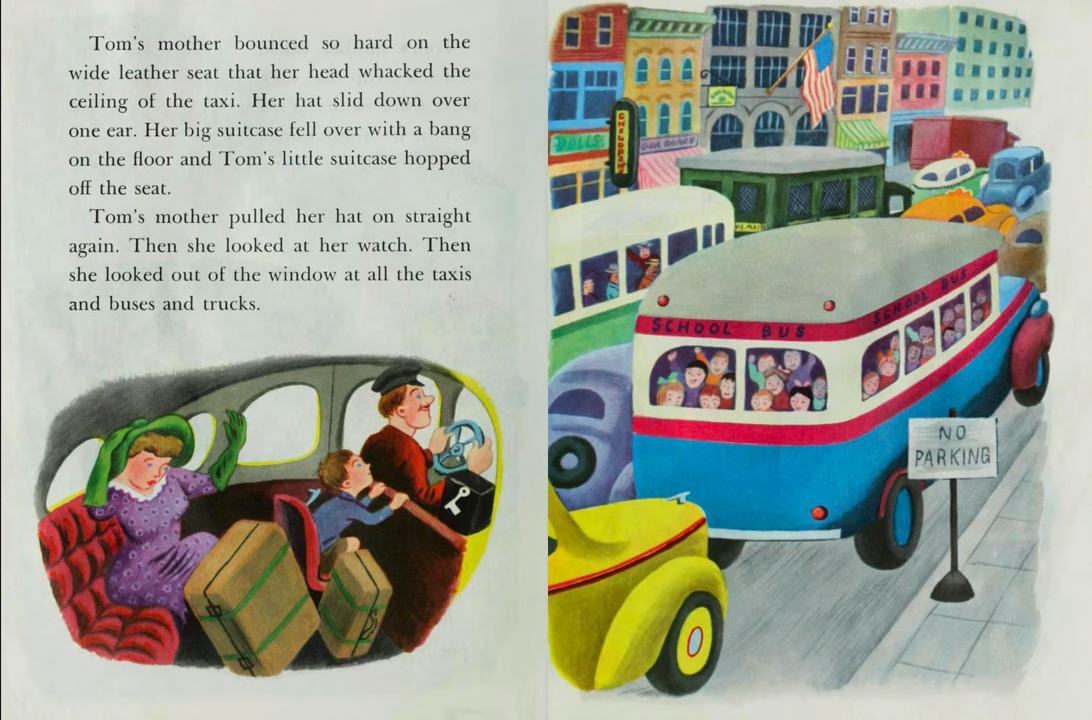 Tom's mother bounced so hard on the
wide leather seat that her head whacked the
ceiling of the taxi. Her hat slid down over
one ear. Her big suitcase fell over with a bang
on the floor and Tom's little suitcase hopped
off the seat.
Tom's mother pulled her hat on straight
again. Then she looked at her watch. Then
she looked out of the window at all the taxis
and buses and trucks.
DOLLS
CHILDREN'S
U.S. MAIL
SCHOOL BUS
SCHOOL BUS
NO
PARKING